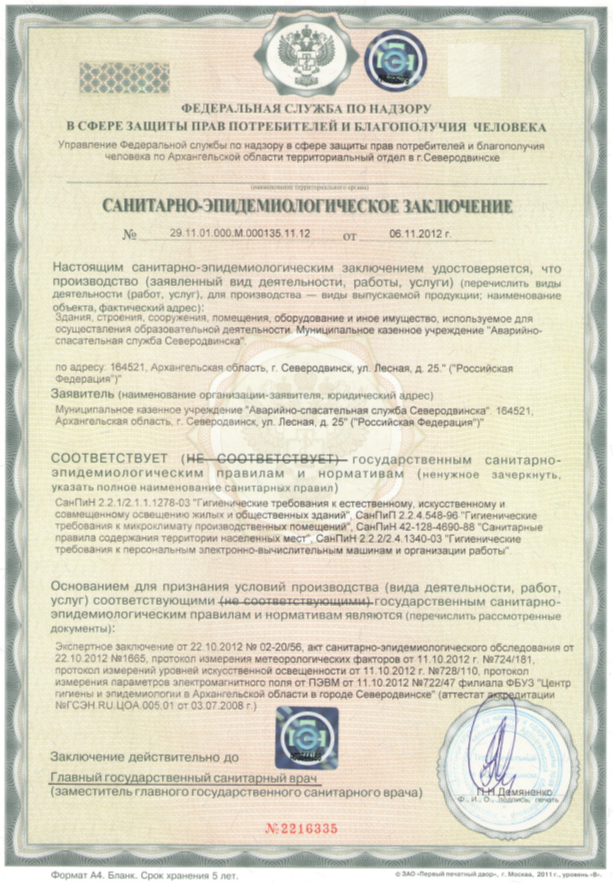 ФЕДЕРАЛЬНАЯ СЛУЖБА ПО НАДЗОРУ
В СФЕРЕ ЗАЩИТЫ ПРАВ ПОТРЕБИТЕЛЕЙ И БЛАГОПОЛУЧИЯ ЧЕЛОВЕКА
Управление Федеральной службы по надзору в сфере защиты прав потребителей и благополучия
человека по Архангельской области территориальный отдел в г.Северодвинске
(наименование территориального органа)
САНИТАРНО-ЭПИДЕМИОЛОГИЧЕСКОЕ ЗАКЛЮЧЕНИЕ
№ 29.11.01.000.М.000135.11.12 от 06.11.2012 г.
Настоящим санитарно-эпидемиологическим заключением удостоверяется, что
производство (заявленный вид деятельности, работы, услуги) (перечислить виды
деятельности (работ, услуг), для производства — виды выпускаемой продукции; наименование
объекта, фактический адрес):
Здания, строения, сооружения, помещения, оборудование и иное имущество, используемое для
осуществления образовательной деятельности. Муниципальное казенное учреждение "Аварийно-
спасательная служба Северодвинска".
по адресу: 164521, Архангельская область, г. Северодвинск, ул. Лесная, д. 25." ("Российская
Федерация")"
Заявитель (наименование организации-заявителя, юридический адрес)
Муниципальное казенное учреждение "Аварийно-спасательная служба Северодвинска". 164521,
Архангельская область, г. Северодвинск, ул. Лесная, д. 25" ("Российская Федерация")"
СООТВЕТСТВУЕТ (НЕ СООТВЕТСТВУЕТ) государственным санитарно-
эпидемиологическим правилам и нормативам (ненужное зачеркнуть,
указать полное наименование санитарных правил)
СанПиН 2.2.1/2.1.1.1278-03 "Гигиенические требования к естественному, искусственному и
совмещенному освещению жилых и общественных зданий", СанПиП 2.2.4.548-96 "Гигиенические
требования к микроклимату производственных помещений", СанПиН 42-128-4690-88 "Санитарные
правила содержания территории населенных мест", СанПиН 2.2.2/2.4.1340-03 "Гигиенические
требования к персональным электронно-вычислительным машинам и организации работы".
Основанием для признания условий производства (вида деятельности, работ,
услуг) соответствующими (не соответствующими) государственным санитарно-
эпидемиологическим правилам и нормативам являются (перечислить рассмотренные
документы):
Экспертное заключение от 22.10.2012 № 02-20/56, акт санитарно-эпидемиологического обследования от
22.10.2012 №1665, протокол измерения метеорологических факторов от 11.10.2012 г. №724/181,
протокол измерений уровней искусственной освещенности от 11.10.2012 г. №728/110, протокол
измерения параметров электромагнитного поля от ПЭВМ от 11.10.2012 №722/47 филиала ФБУЗ "Центр
гигиены и эпидемиологии в Архангельской области в городе Северодвинске" (аттестат аккредитации
№ГСЭН.RU.ЦОА.005.01 от 03.07.2008 г.)
Заключение действительно до
Главный государственный санитарный врач
(заместитель главного государственного санитарного врача)
П.Н.Демяненко
Ф., И., О., подпись, печать
№2216335
Формат А4. Бланк. Срок хранения 5 лет.
© ЗАО «Первый печатный двор», г. Москва, 2011 г., уровень «В».